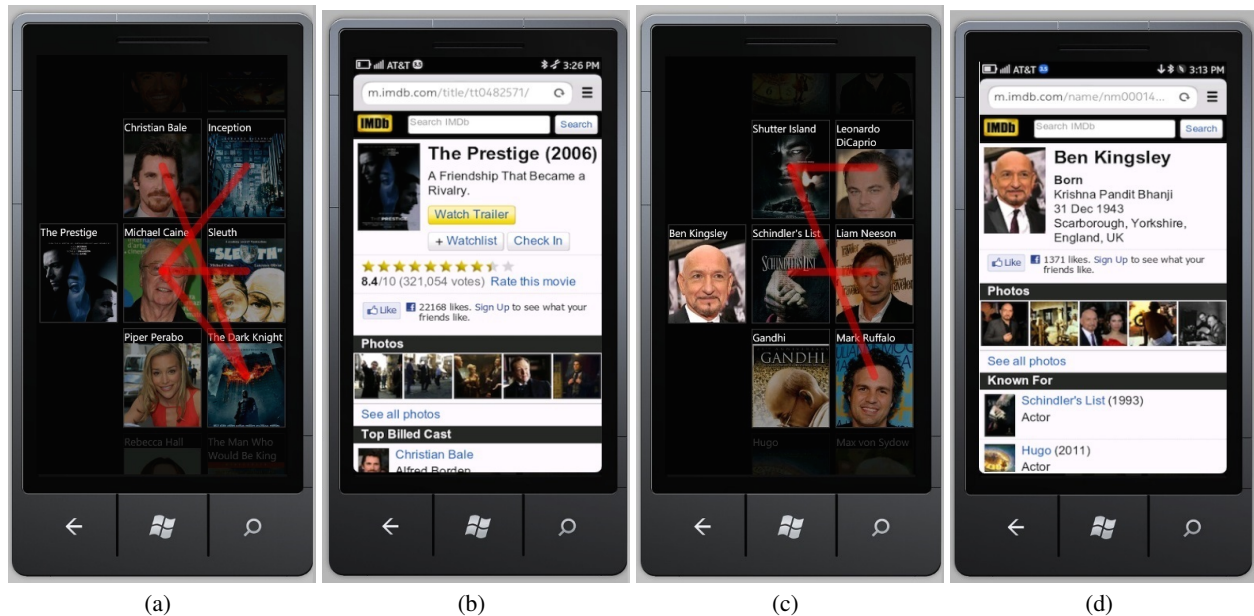 Christian Bale
Inception
The Prestige
Michael Caine
Sleuth
SLEUTH
Piper Perabo
The Dark Knight
Rebecca Hall
The Man Who
Would Be King
(a)
AT&T
3:26 PM
m.imdb.com/title/tt0482571/
IMDb
Search IMDb
Search
The Prestige (2006)
A Friendship That Became a
Rivalry.
Watch Trailer
+ Watchlist
Check In
8.4/10 (321,054 votes) Rate this movie
Like
22168 likes. Sign Up to see what your
friends like.
Photos
See all photos
Top Billed Cast
Christian Bale
Alfred Borden
(b)
Shutter Island
Leonardo
DiCaprio
Ben Kingsley
Schindler's List
Liam Neeson
SCHINDLER'S LIST
Gandhi
Mark Ruffalo
GANDHI
Hugo
Max von Sydow
(c)
AT&T
3:13 PM
m.imdb.com/name/nm00014...
IMDb
Search IMDb
Search
Ben Kingsley
Born
Krishna Pandit Bhanji
31 Dec 1943
Scarborough, Yorkshire,
England, UK
Like
1371 likes. Sign Up to see what your
friends like.
Photos
See all photos
Known For
Schindler's List (1993)
Actor
Hugo (2011)
Actor
(d)